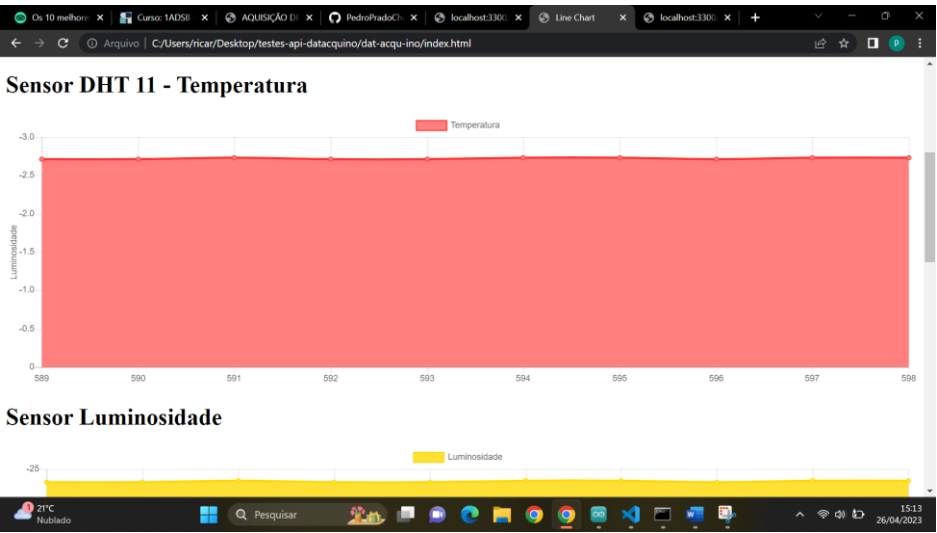 Os 10 melhore
Curso: 1ADSB
AQUISIÇÃO DE
PedroPradoCh
localhost:3300
Line Chart
localhost:3300
Arquivo | C:/Users/ricar/Desktop/testes-api-datacquino/dat-acqu-ino/index.html
Sensor DHT 11 - Temperatura
Temperatura
-3.0
-2.5
-2.0
-1.5
-1.0
-0.5
0
Luminosidade
589 590 591 592 593 594 595 596 597 598
Sensor Luminosidade
Luminosidade
-25
1
21°C
Nublado
Pesquisar
15:13
26/04/2023